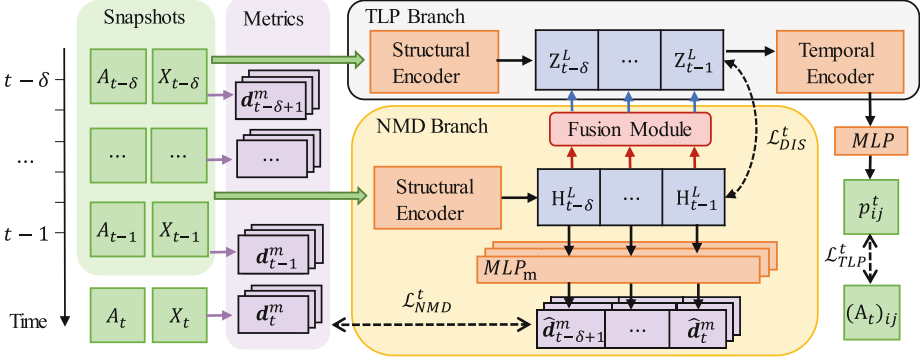 Snapshots
Metrics
TLP Branch
t − δ
...
t − 1
Time
A_{t−δ} X_{t−δ}
d^m_{t−δ+1}
... ...
...
A_{t−1} X_{t−1}
d^m_{t−1}
A_t X_t
d^m_t
Structural
Encoder
Z^L_{t−δ} ... Z^L_{t−1}
Temporal
Encoder
NMD Branch
Fusion Module
ℒ^t_{DIS}
MLP
Structural
Encoder
H^L_{t−δ} ... H^L_{t−1}
p^t_{ij}
MLP_m
ℒ^t_{TLP}
ℒ^t_{NMD}
d̂^m_{t−δ+1} ... d̂^m_t
(A_t)_{ij}